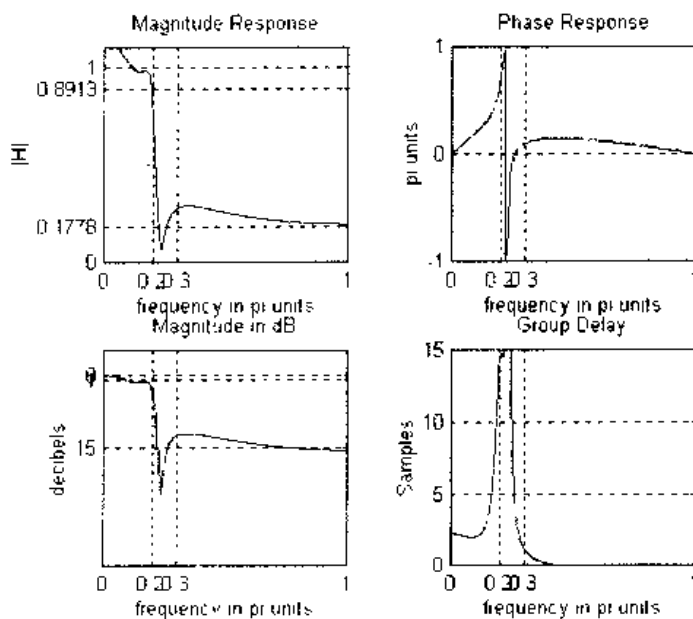 Magnitude Response
1
0.8913
|H|
0.1778
0
0
0.2
0.3
1
frequency in pi units
Phase Response
1
pi units
0
-1
0
0.2
0.3
1
frequency in pi units
Magnitude in dB
decibels
15
0
0.2
0.3
1
frequency in pi units
Group Delay
15
10
Samples
5
0
0
0.2
0.3
1
frequency in pi units